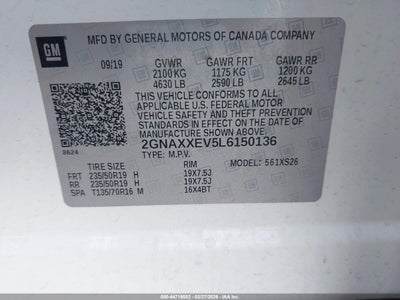 GM
MFD BY GENERAL MOTORS OF CANADA COMPANY
09/19 GVWR GAWR FRT GAWR RR
2100 KG 1175 KG 1200 KG
4630 LB 2590 LB 2645 LB
THIS VEHICLE CONFORMS TO ALL
APPLICABLE U.S. FEDERAL MOTOR
VEHICLE SAFETY AND THEFT PREVENTION
STANDARDS IN EFFECT ON THE DATE OF
MANUFACTURE SHOWN ABOVE.
2GNAXXEV5L6150136
8624 TYPE: M.P.V. MODEL: 561XS26
TIRE SIZE RIM
FRT 235/50R19 H 19X7.5J
RR 235/50R19 H 19X7.5J
SPA T135/70R16 M 16X4BT